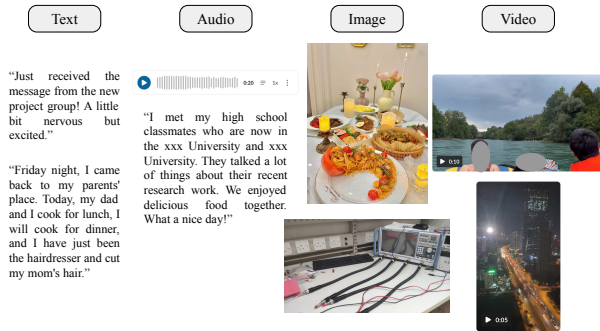 Text
Audio
Image
Video
“Just received the
message from the new
project group! A little
bit nervous but
excited.”
“Friday night, I came
back to my parents'
place. Today, my dad
and I cook for lunch, I
will cook for dinner,
and I have just been
the hairdresser and cut
my mom's hair.”
0:20
1x
“I met my high school
classmates who are now in
the xxx University and xxx
University. They talked a lot
of things about their recent
research work. We enjoyed
delicious food together.
What a nice day!”
0:10
0:05